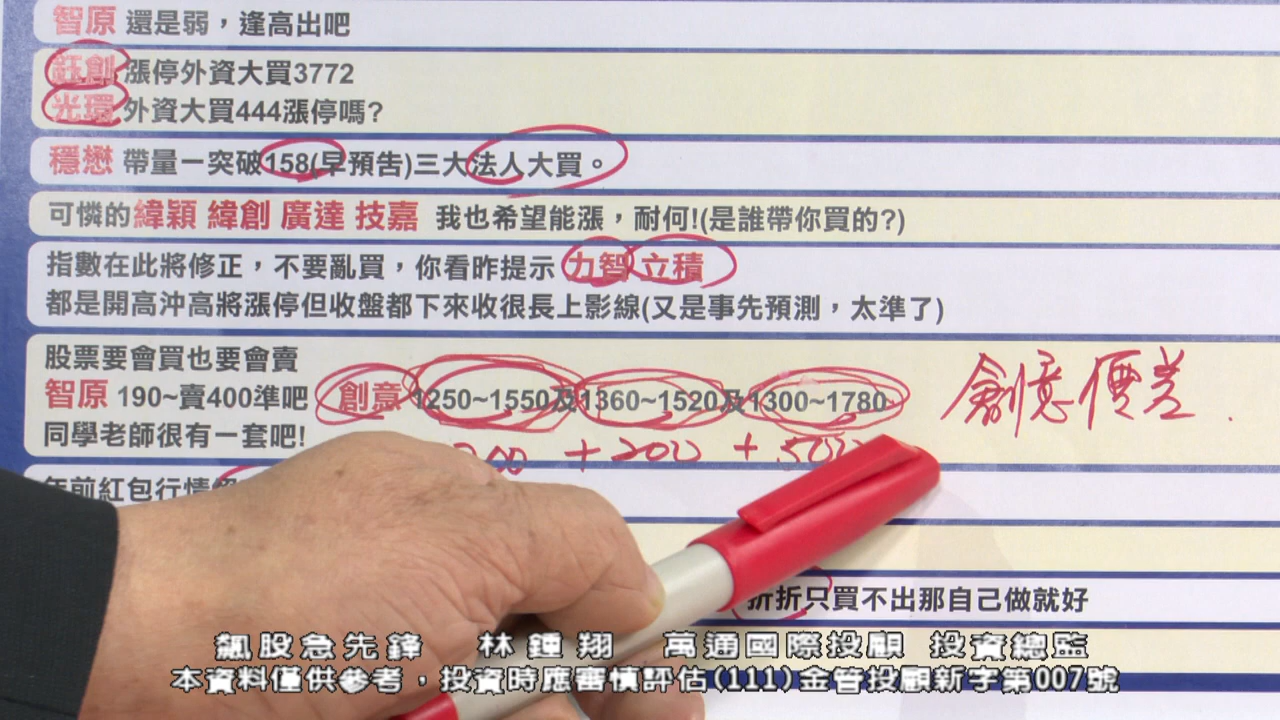 智原 還是弱，逢高出吧
鈺創 漲停外資大買3772
光環 外資大買444漲停嗎?
穩懋 帶量一突破158(早預告)三大法人大買。
可憐的緯穎 緯創 廣達 技嘉 我也希望能漲，耐何!(是誰帶你買的?)
指數在此將修正，不要亂買，你看昨提示 力智 立積
都是開高沖高將漲停但收盤都下來收很長上影線(又是事先預測，太準了)
股票要會買也要會賣
智原 190~賣400準吧 創意 1250~1550及1360~1520及1300~1780
創意價差.
同學老師很有一套吧!
00 +200 + 500
年前紅包行情
折折只買不出那自己做就好
飆股急先鋒 林鍾翔 萬通國際投顧 投資總監
本資料僅供參考，投資時應審慎評估(111)金管投顧新字第007號